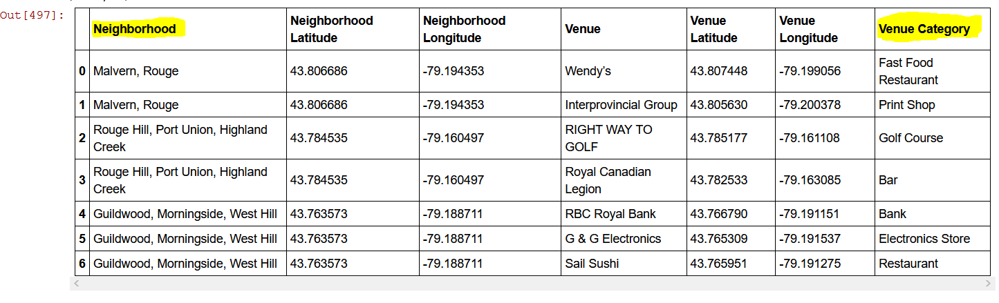 Out[497]:
Neighborhood Neighborhood Latitude Neighborhood Longitude Venue Venue Latitude Venue Longitude Venue Category
0 Malvern, Rouge 43.806686 -79.194353 Wendy’s 43.807448 -79.199056 Fast Food Restaurant
1 Malvern, Rouge 43.806686 -79.194353 Interprovincial Group 43.805630 -79.200378 Print Shop
2 Rouge Hill, Port Union, Highland Creek 43.784535 -79.160497 RIGHT WAY TO GOLF 43.785177 -79.161108 Golf Course
3 Rouge Hill, Port Union, Highland Creek 43.784535 -79.160497 Royal Canadian Legion 43.782533 -79.163085 Bar
4 Guildwood, Morningside, West Hill 43.763573 -79.188711 RBC Royal Bank 43.766790 -79.191151 Bank
5 Guildwood, Morningside, West Hill 43.763573 -79.188711 G & G Electronics 43.765309 -79.191537 Electronics Store
6 Guildwood, Morningside, West Hill 43.763573 -79.188711 Sail Sushi 43.765951 -79.191275 Restaurant